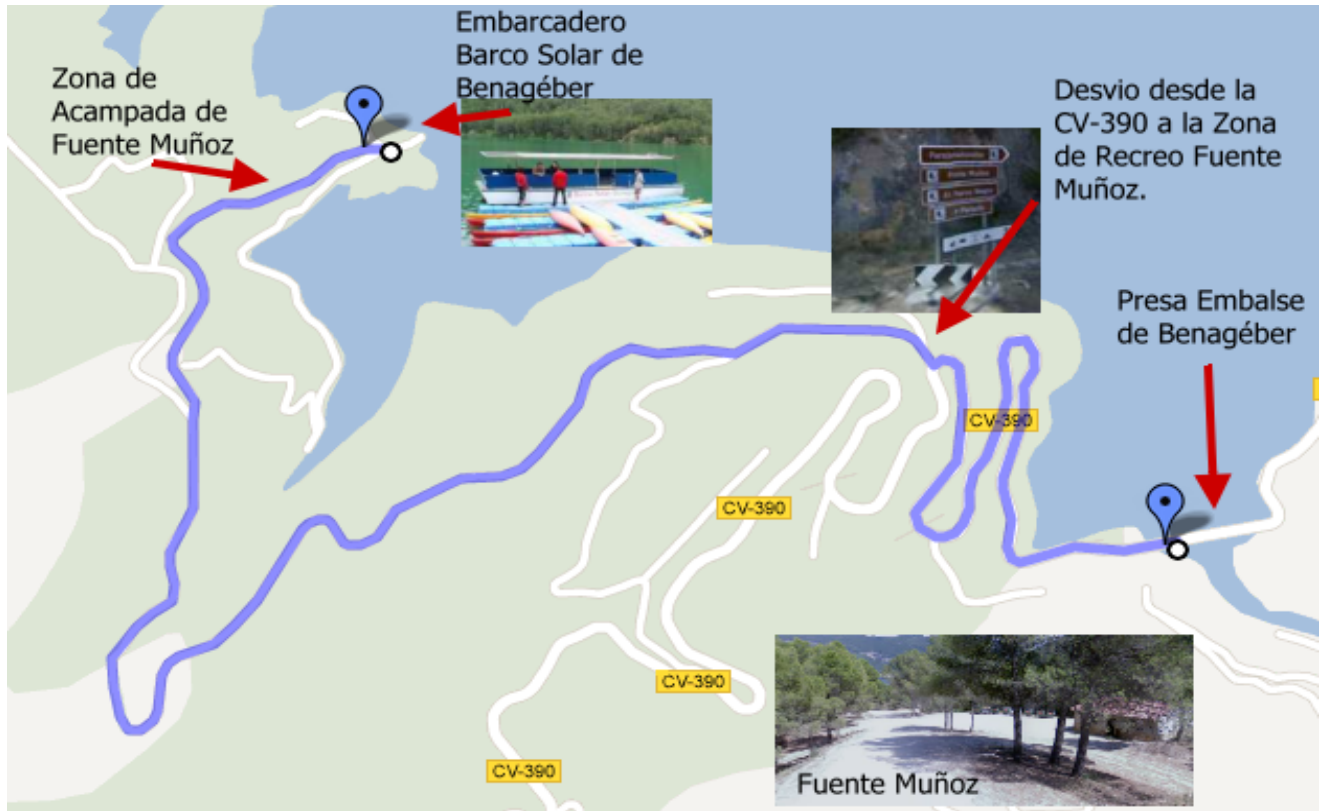 Embarcadero
Barco Solar de
Benagéber
Zona de
Acampada de
Fuente Muñoz
Desvio desde la
CV-390 a la Zona
de Recreo Fuente
Muñoz.
Presa Embalse
de Benagéber
CV-390
CV-390
CV-390
CV-390
Fuente Muñoz